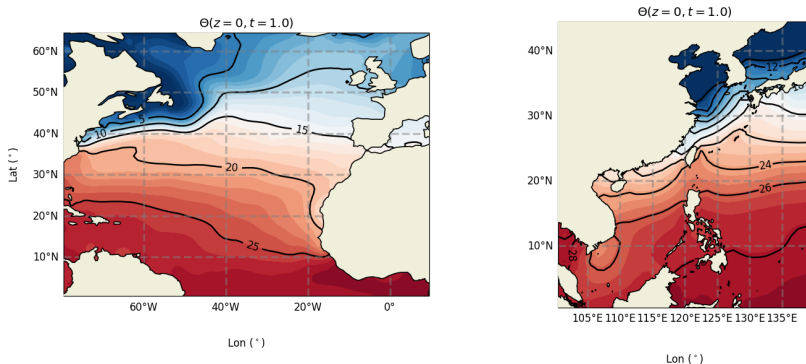 Θ(z = 0, t = 1.0)
60°N
50°N
40°N
30°N
20°N
10°N
Lat (°)
5
10
15
20
25
60°W
40°W
20°W
0°
Lon (°)
Θ(z = 0, t = 1.0)
40°N
30°N
20°N
10°N
12
24
26
28
105°E
110°E
115°E
120°E
125°E
130°E
135°E
Lon (°)